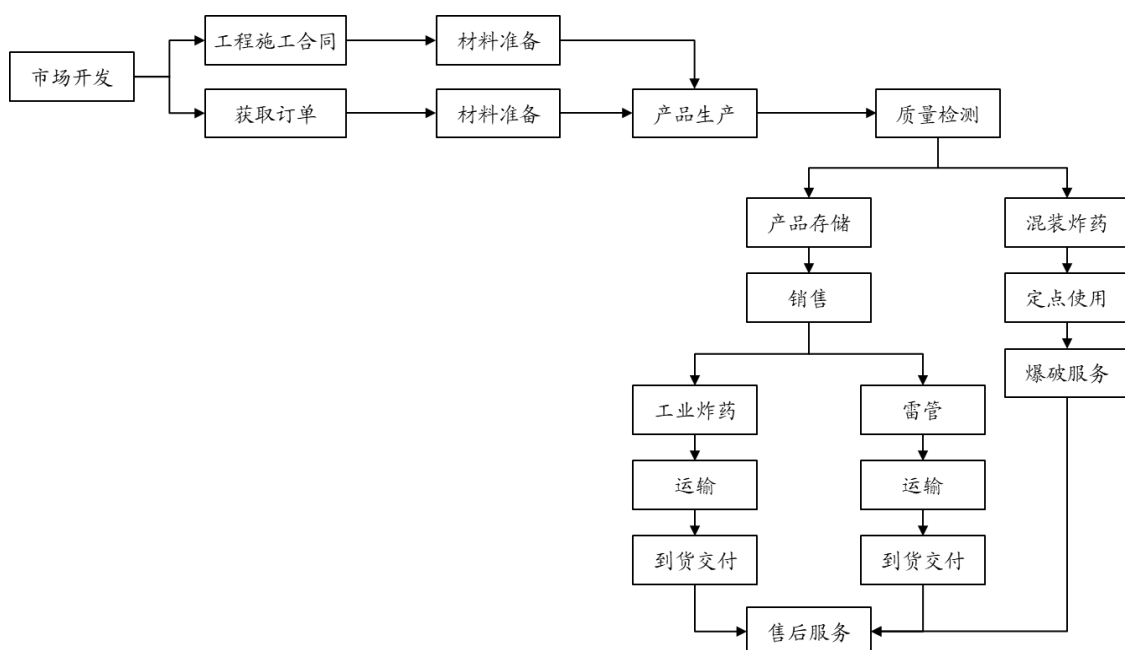 工程施工合同
材料准备
市场开发
获取订单
材料准备
产品生产
质量检测
产品存储
混装炸药
销售
定点使用
爆破服务
工业炸药
雷管
运输
运输
到货交付
到货交付
售后服务